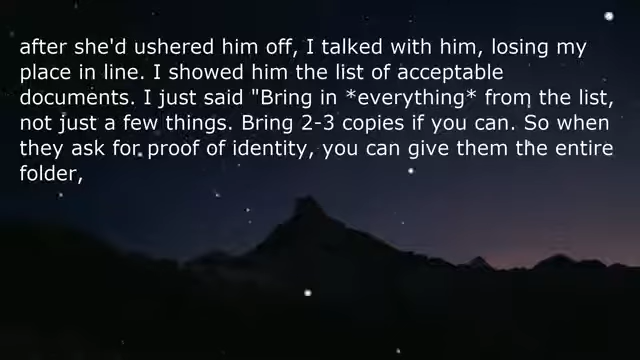 after she'd ushered him off, I talked with him, losing my
place in line. I showed him the list of acceptable
documents. I just said "Bring in *everything* from the list,
not just a few things. Bring 2-3 copies if you can. So when
they ask for proof of identity, you can give them the entire
folder,